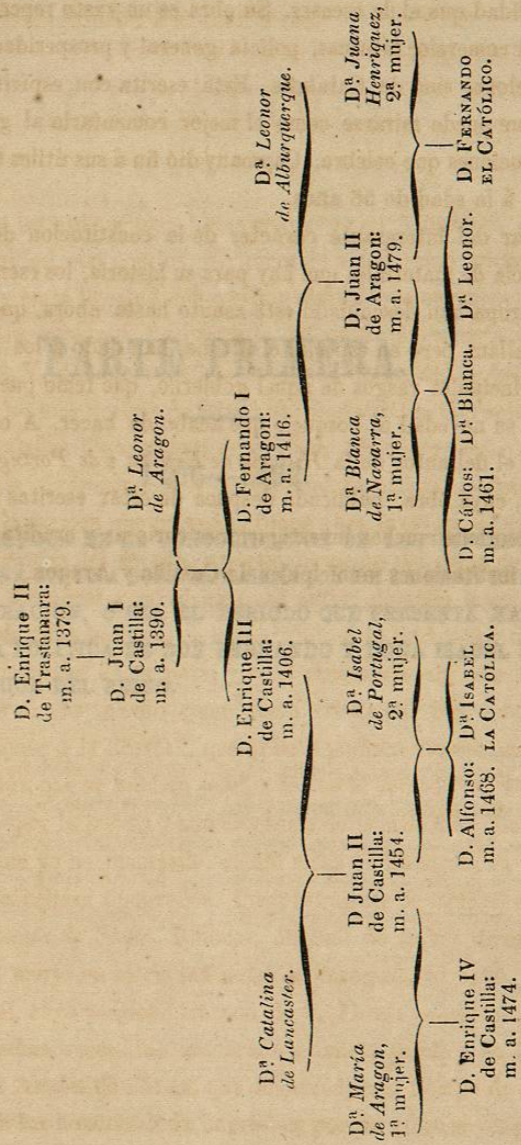 D. Enrique II
de Trastamara:
m. a. 1379.
D. Juan I
de Castilla:
m. a. 1390.
Dª Leonor
de Aragon.
D. Enrique III
de Castilla:
m. a. 1406.
D. Fernando I
de Aragon:
m. a. 1416.
Dª Catalina
de Lancaster.
Dª Leonor
de Alburquerque.
Dª Maria
de Aragon,
1ª mujer.
D Juan II
de Castilla:
m. a. 1454.
Dª Isabel
de Portugal,
2ª mujer.
Dª Blanca
de Navarra,
1ª mujer.
D. Juan II
de Aragon:
m. a. 1479.
Dª Juana
Henriquez,
2ª mujer.
D. Enrique IV
de Castilla:
m. a. 1474.
D. Alfonso:
m. a. 1468.
Dª ISABEL
LA CATÓLICA.
D. Cárlos:
m. a. 1461.
Dª Blanca.
Dª Leonor.
D. FERNANDO
EL CATÓLICO.